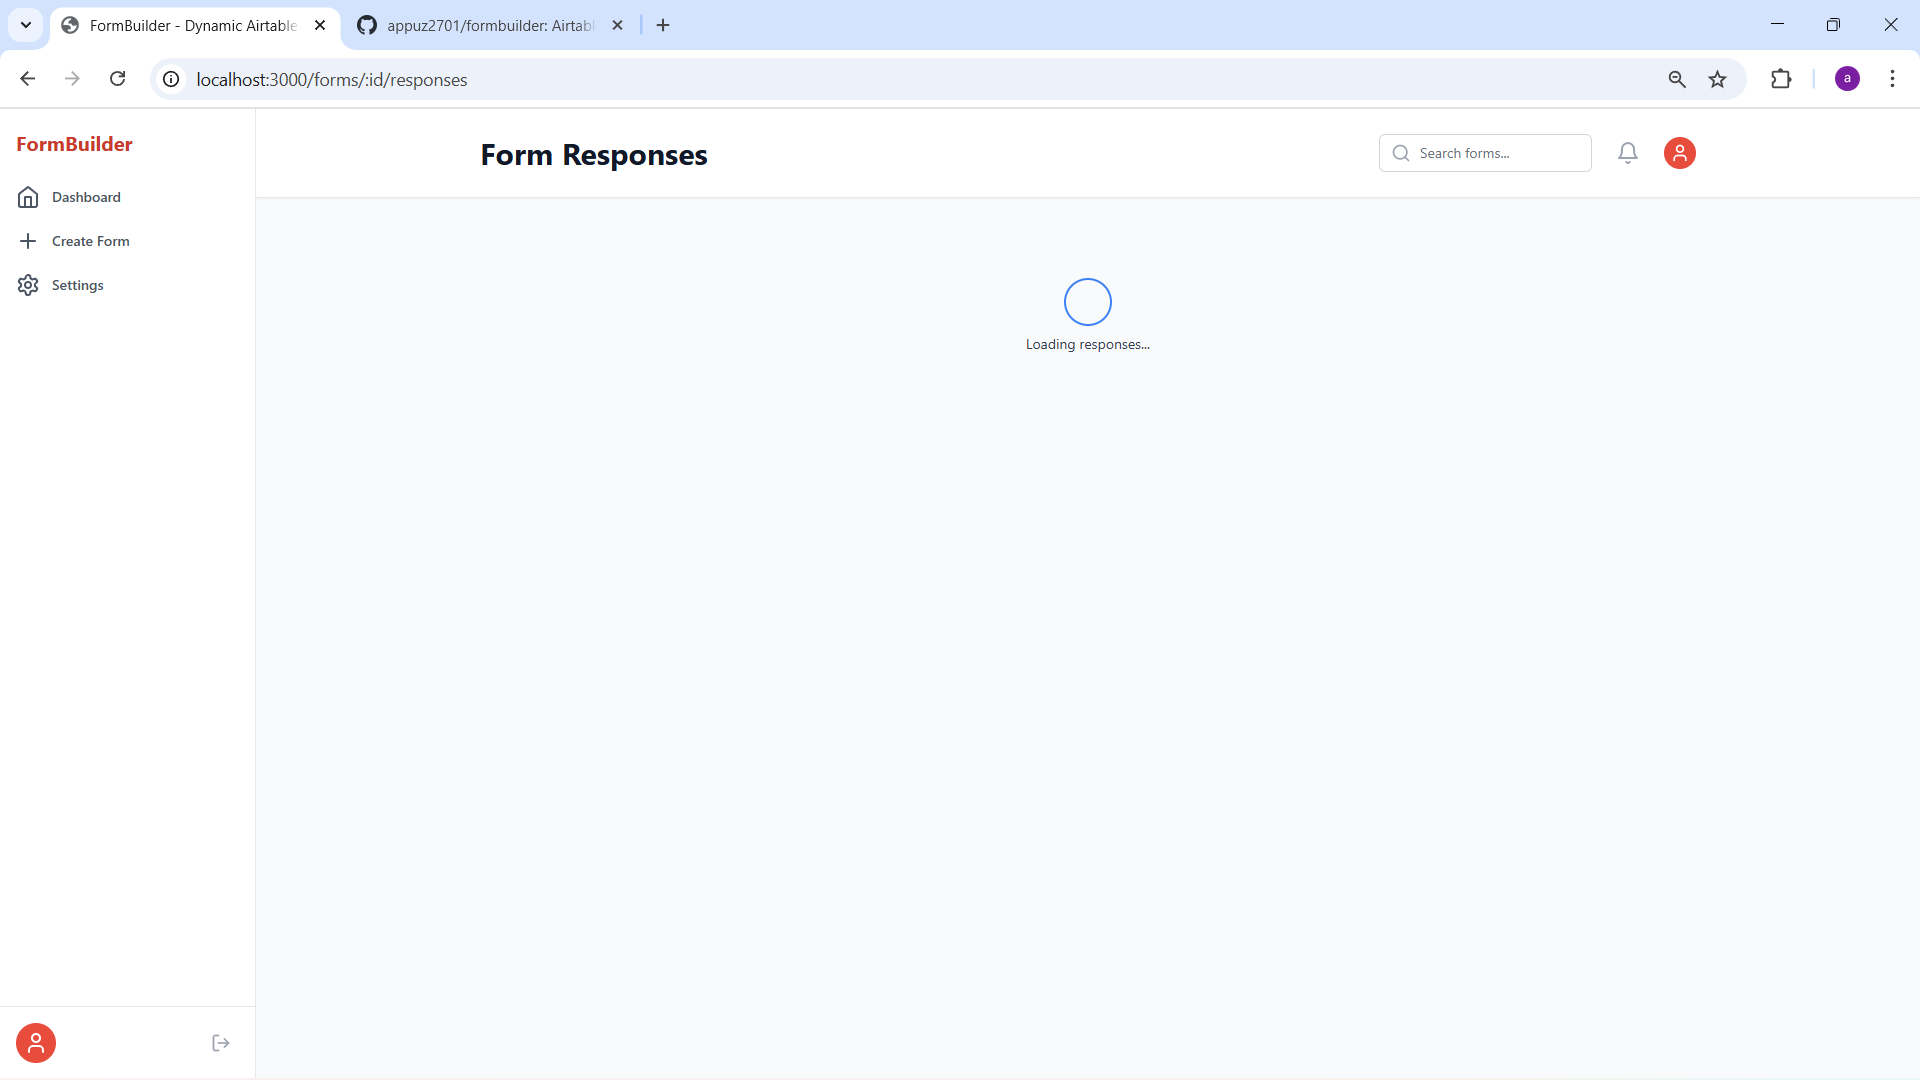 FormBuilder - Dynamic Airtable
appuz2701/formbuilder: Airtabl
localhost:3000/forms/:id/responses
a
FormBuilder
Form Responses
Search forms...
Dashboard
Create Form
Settings
Loading responses...